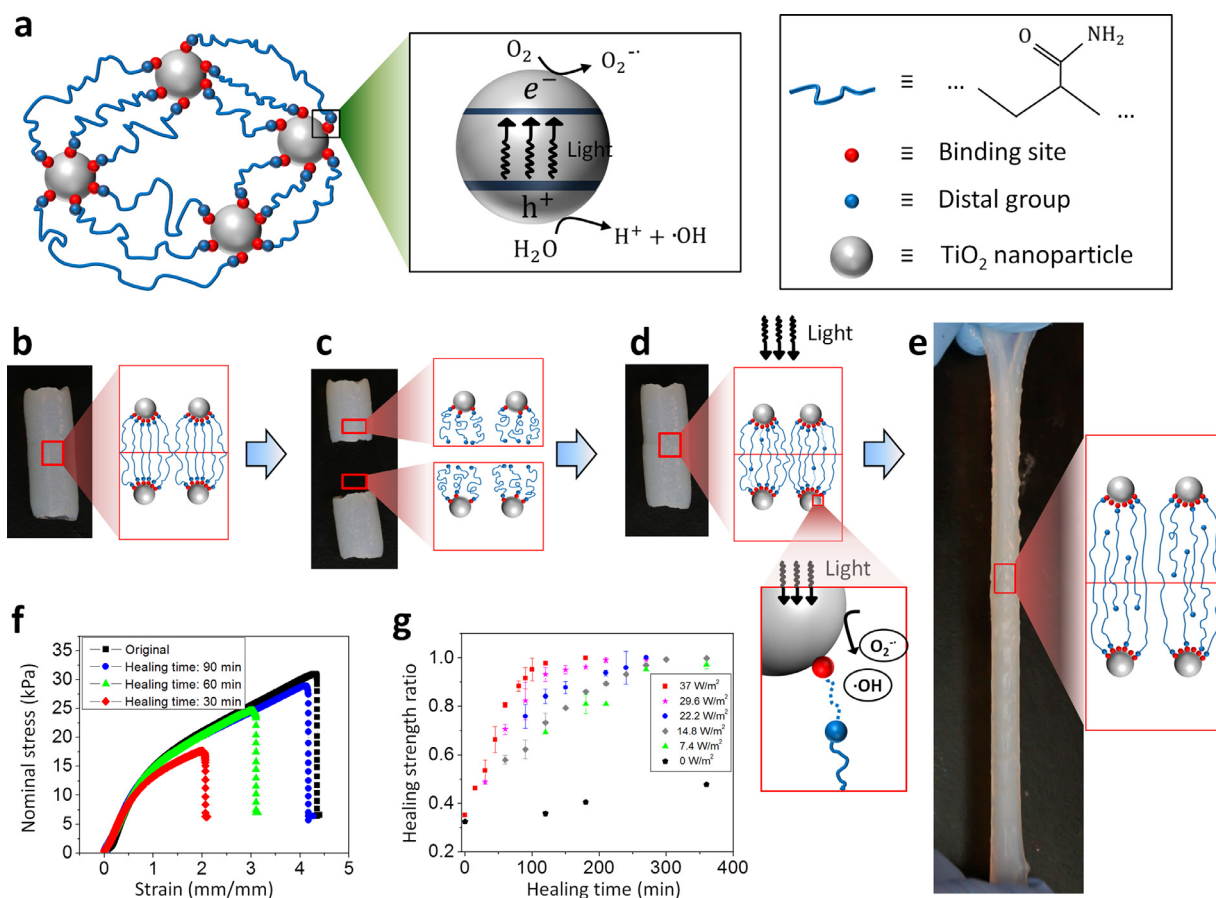 a
O₂
O₂⁻·
e⁻
Light
h⁺
H₂O
H⁺ + ·OH
O
NH₂
≡ ... ...
≡ Binding site
≡ Distal group
≡ TiO₂ nanoparticle
b
c
d
Light
e
Light
O₂⁻·
·OH
f
Original
Healing time: 90 min
Healing time: 60 min
Healing time: 30 min
Nominal stress (kPa)
35
30
25
20
15
10
5
0
0 1 2 3 4 5
Strain (mm/mm)
g
Healing strength ratio
1.2
1.0
0.8
0.6
0.4
0.2
37 W/m²
29.6 W/m²
22.2 W/m²
14.8 W/m²
7.4 W/m²
0 W/m²
0 100 200 300 400
Healing time (min)